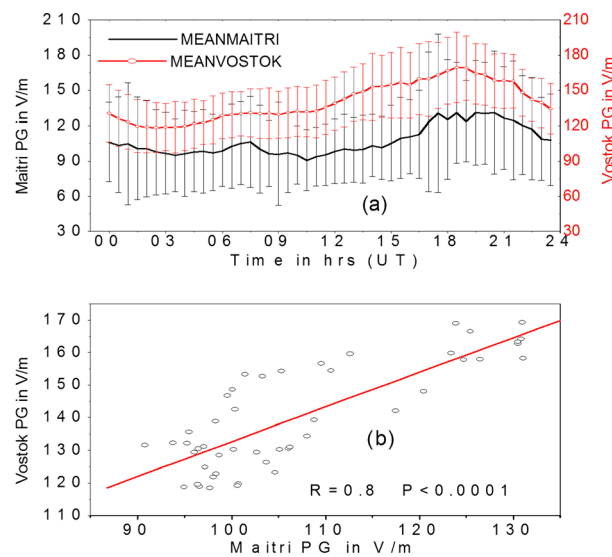 MEANMAITRI
MEANVOSTOK
Maitri PG in V/m
210
180
150
120
90
60
30
Vostok PG in V/m
210
180
150
120
90
60
30
(a)
00 03 06 09 12 15 18 21 24
Time in hrs (UT)
Vostok PG in V/m
170
160
150
140
130
120
110
(b)
R=0.8 P<0.0001
90 100 110 120 130
Maitri PG in V/m